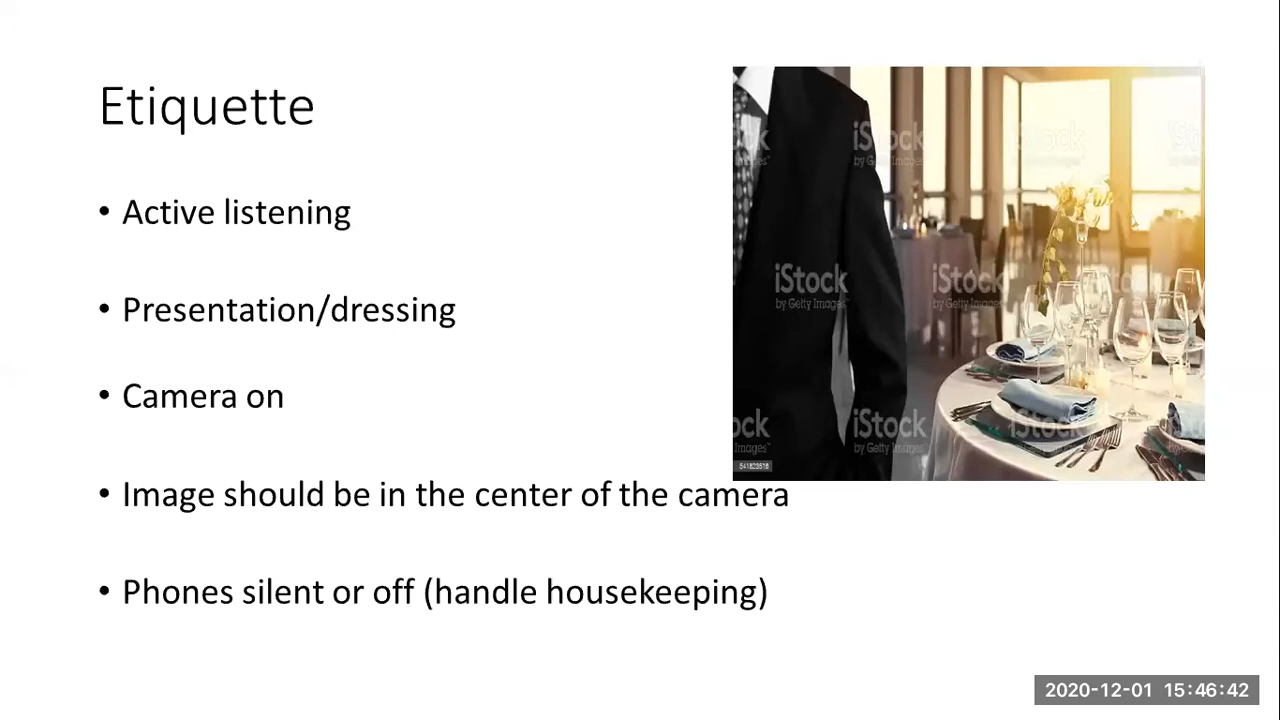 Etiquette
• Active listening
• Presentation/dressing
• Camera on
• Image should be in the center of the camera
• Phones silent or off (handle housekeeping)
iStock
by Getty Images
iStock
by Getty Images
iStock
by Getty Images
iStock
by Getty Images
iStock
by Getty Images
iStock
2020-12-01 15:46:42